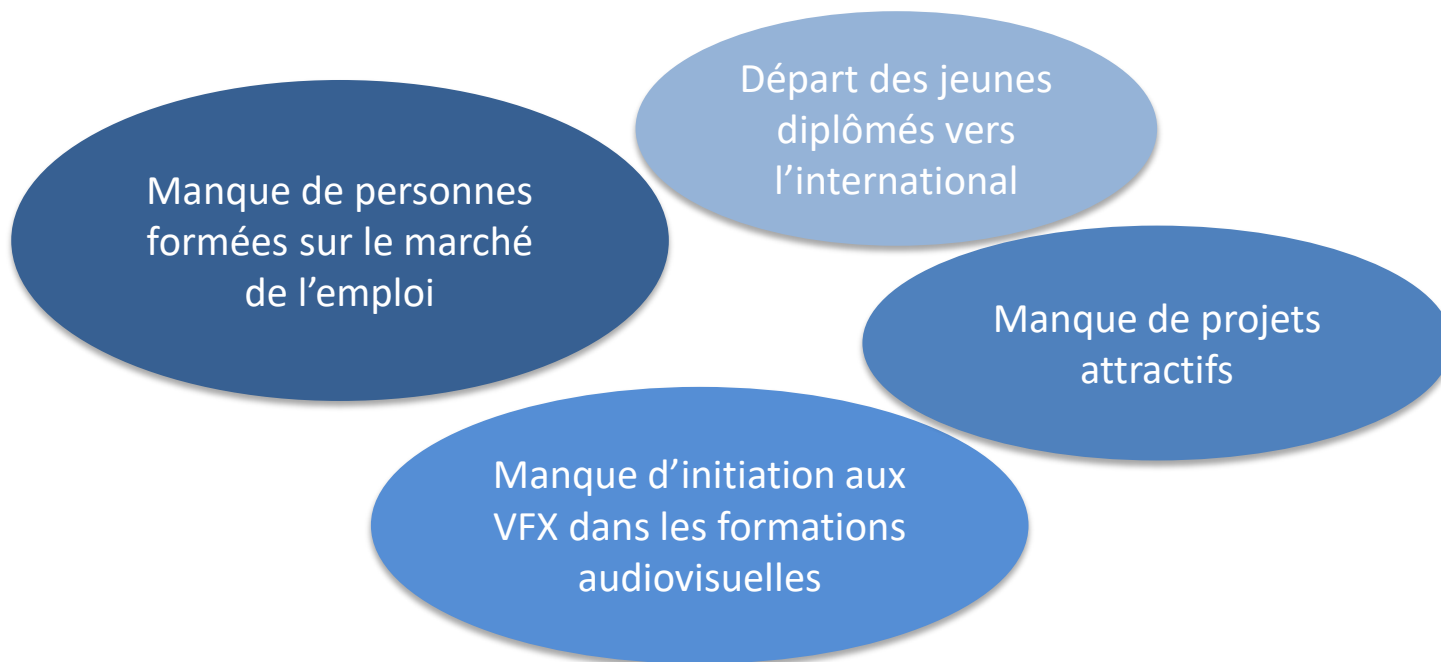 Départ des jeunes
diplômés vers
l’international
Manque de personnes
formées sur le marché
de l’emploi
Manque de projets
attractifs
Manque d’initiation aux
VFX dans les formations
audiovisuelles